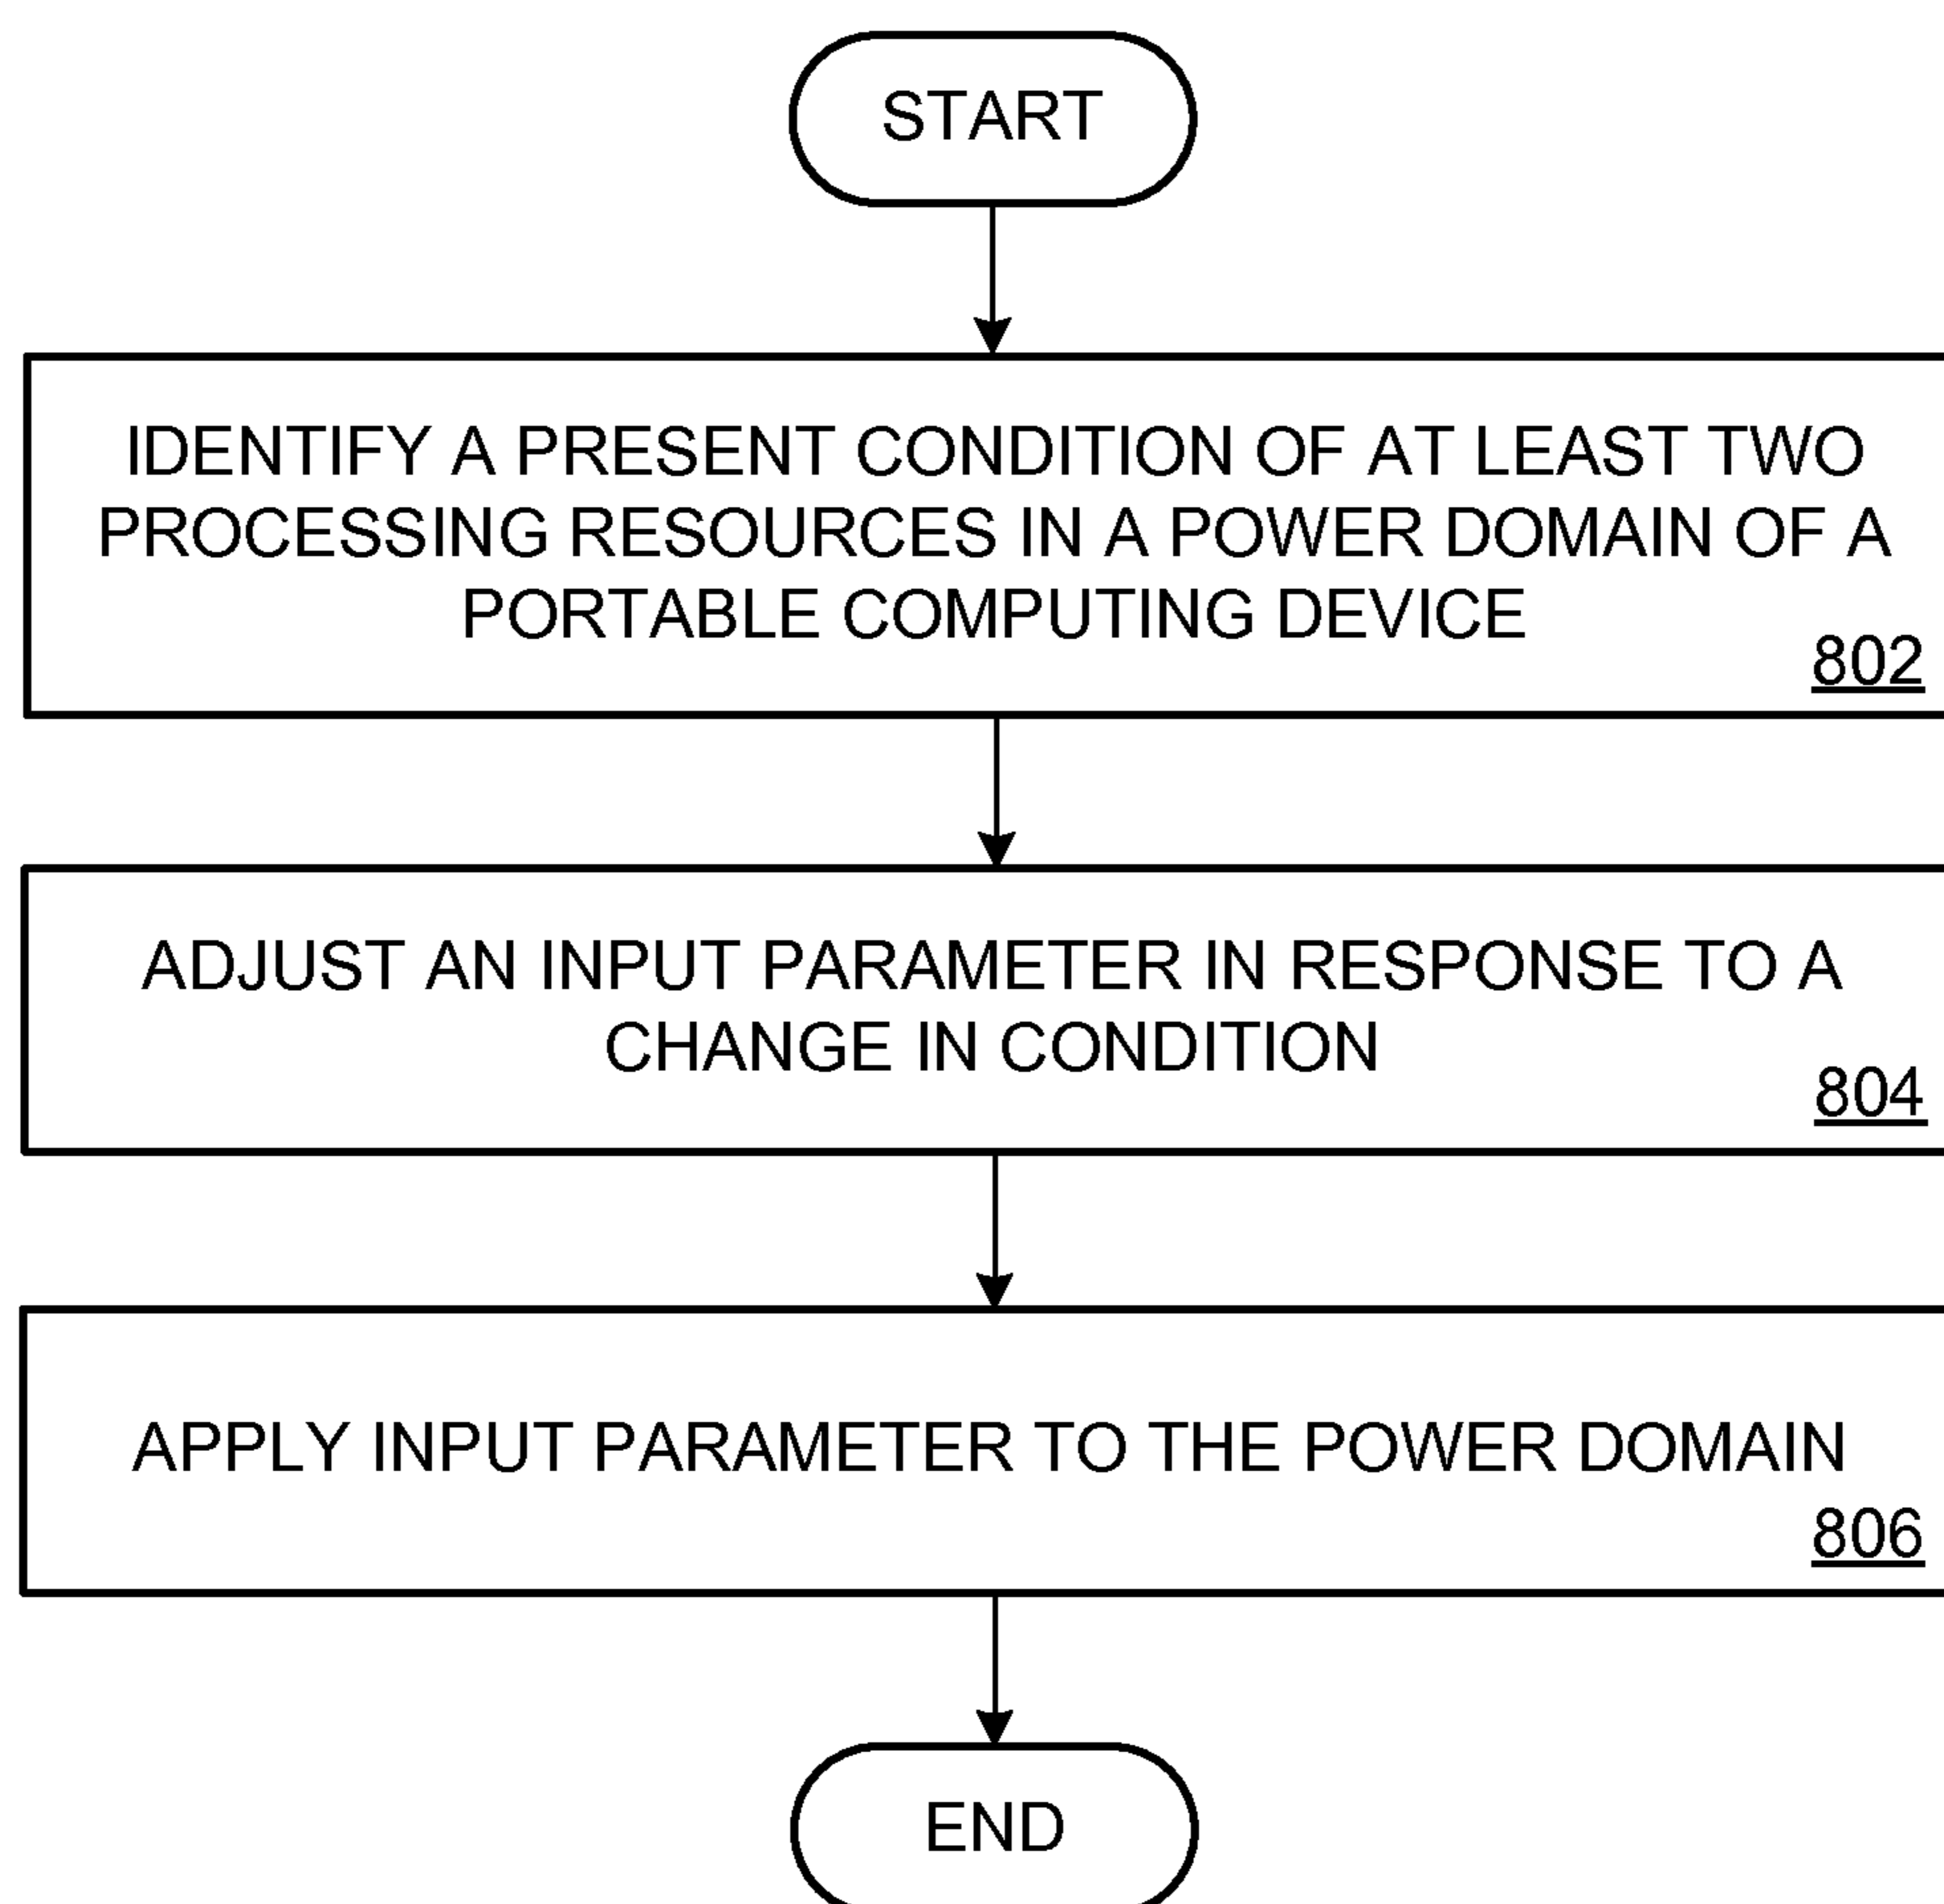 START
IDENTIFY A PRESENT CONDITION OF AT LEAST TWO
PROCESSING RESOURCES IN A POWER DOMAIN OF A
PORTABLE COMPUTING DEVICE
802
ADJUST AN INPUT PARAMETER IN RESPONSE TO A
CHANGE IN CONDITION
804
APPLY INPUT PARAMETER TO THE POWER DOMAIN
806
END